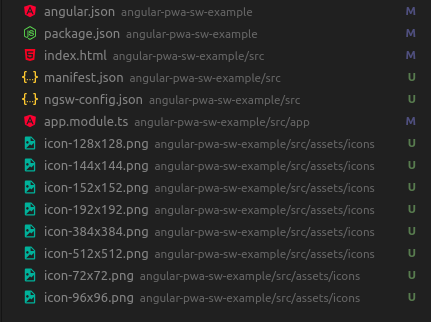 angular.json angular-pwa-sw-example M
package.json angular-pwa-sw-example M
index.html angular-pwa-sw-example/src M
{..} manifest.json angular-pwa-sw-example/src U
{..} ngsw-config.json angular-pwa-sw-example/src U
app.module.ts angular-pwa-sw-example/src/app M
icon-128x128.png angular-pwa-sw-example/src/assets/icons U
icon-144x144.png angular-pwa-sw-example/src/assets/icons U
icon-152x152.png angular-pwa-sw-example/src/assets/icons U
icon-192x192.png angular-pwa-sw-example/src/assets/icons U
icon-384x384.png angular-pwa-sw-example/src/assets/icons U
icon-512x512.png angular-pwa-sw-example/src/assets/icons U
icon-72x72.png angular-pwa-sw-example/src/assets/icons U
icon-96x96.png angular-pwa-sw-example/src/assets/icons U